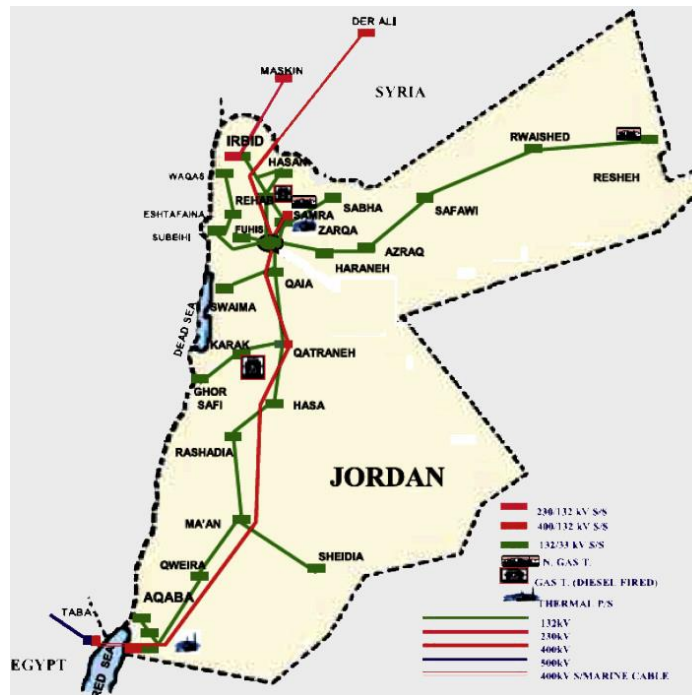 DER ALI
MASKIN
SYRIA
IRBID
HASAN
RWAISHED
RESHEH
WAQAS
REHAB
SABHA
SAFAWI
ESHTAFAINA
SAMRA
ZARQA
SUBEIHI
FUHIS
AZRAQ
HARANEH
QAIA
SWAIMA
DEAD SEA
KARAK
QATRANEH
GHOR
SAFI
HASA
RASHADIA
JORDAN
MA'AN
SHEIDIA
QWEIRA
AQABA
TABA
EGYPT
RED SEA
230/132 kV S/S
400/132 kV S/S
132/33 kV S/S
N. GAS T.
GAS T. (DIESEL FIRED)
THERMAL P/S
132kV
230kV
400kV
500kV
400kV S/MARINE CABLE